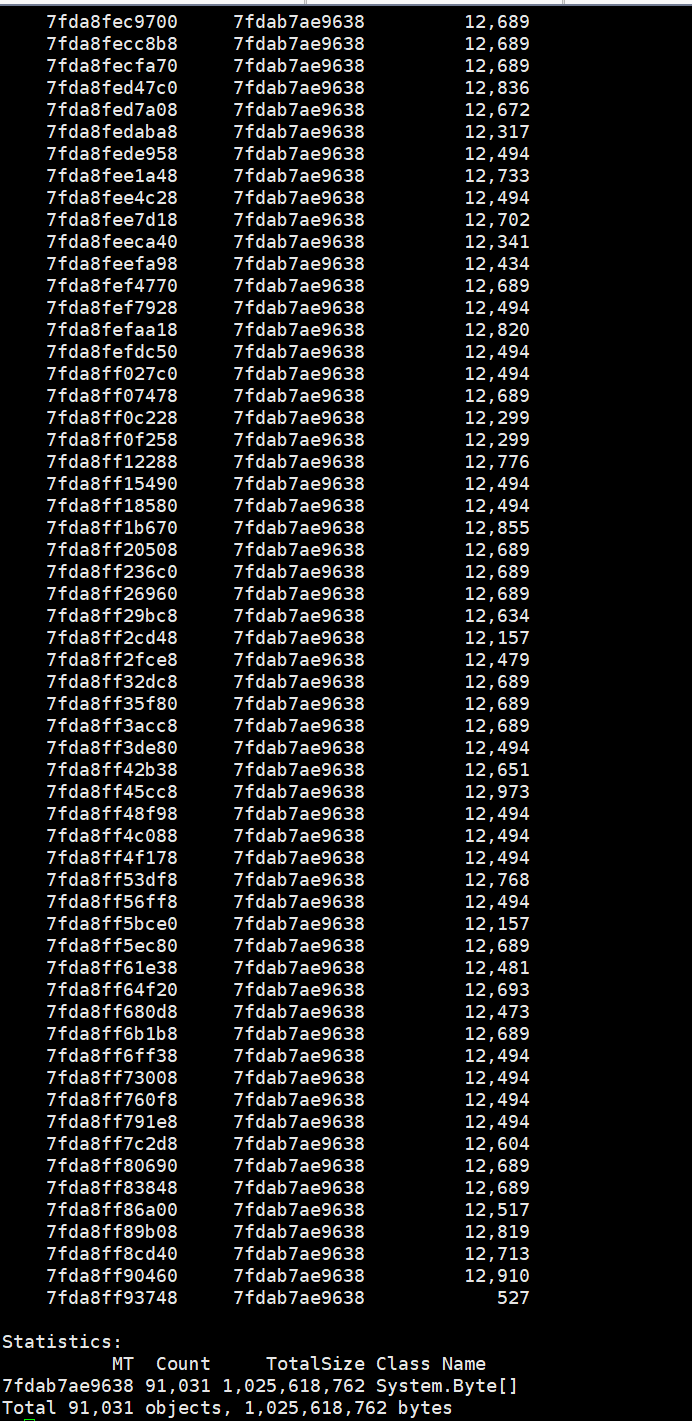 7fda8fec9700 7fdab7ae9638 12,689
7fda8fecc8b8 7fdab7ae9638 12,689
7fda8fecfa70 7fdab7ae9638 12,689
7fda8fed47c0 7fdab7ae9638 12,836
7fda8fed7a08 7fdab7ae9638 12,672
7fda8fedaba8 7fdab7ae9638 12,317
7fda8fede958 7fdab7ae9638 12,494
7fda8fee1a48 7fdab7ae9638 12,733
7fda8fee4c28 7fdab7ae9638 12,494
7fda8fee7d18 7fdab7ae9638 12,702
7fda8feeca40 7fdab7ae9638 12,341
7fda8feefa98 7fdab7ae9638 12,434
7fda8fef4770 7fdab7ae9638 12,689
7fda8fef7928 7fdab7ae9638 12,494
7fda8fefaa18 7fdab7ae9638 12,820
7fda8fefdc50 7fdab7ae9638 12,494
7fda8ff027c0 7fdab7ae9638 12,494
7fda8ff07478 7fdab7ae9638 12,689
7fda8ff0c228 7fdab7ae9638 12,299
7fda8ff0f258 7fdab7ae9638 12,299
7fda8ff12288 7fdab7ae9638 12,776
7fda8ff15490 7fdab7ae9638 12,494
7fda8ff18580 7fdab7ae9638 12,494
7fda8ff1b670 7fdab7ae9638 12,855
7fda8ff20508 7fdab7ae9638 12,689
7fda8ff236c0 7fdab7ae9638 12,689
7fda8ff26960 7fdab7ae9638 12,689
7fda8ff29bc8 7fdab7ae9638 12,634
7fda8ff2cd48 7fdab7ae9638 12,157
7fda8ff2fce8 7fdab7ae9638 12,479
7fda8ff32dc8 7fdab7ae9638 12,689
7fda8ff35f80 7fdab7ae9638 12,689
7fda8ff3acc8 7fdab7ae9638 12,689
7fda8ff3de80 7fdab7ae9638 12,494
7fda8ff42b38 7fdab7ae9638 12,651
7fda8ff45cc8 7fdab7ae9638 12,973
7fda8ff48f98 7fdab7ae9638 12,494
7fda8ff4c088 7fdab7ae9638 12,494
7fda8ff4f178 7fdab7ae9638 12,494
7fda8ff53df8 7fdab7ae9638 12,768
7fda8ff56ff8 7fdab7ae9638 12,494
7fda8ff5bce0 7fdab7ae9638 12,157
7fda8ff5ec80 7fdab7ae9638 12,689
7fda8ff61e38 7fdab7ae9638 12,481
7fda8ff64f20 7fdab7ae9638 12,693
7fda8ff680d8 7fdab7ae9638 12,473
7fda8ff6b1b8 7fdab7ae9638 12,689
7fda8ff6ff38 7fdab7ae9638 12,494
7fda8ff73008 7fdab7ae9638 12,494
7fda8ff760f8 7fdab7ae9638 12,494
7fda8ff791e8 7fdab7ae9638 12,494
7fda8ff7c2d8 7fdab7ae9638 12,604
7fda8ff80690 7fdab7ae9638 12,689
7fda8ff83848 7fdab7ae9638 12,689
7fda8ff86a00 7fdab7ae9638 12,517
7fda8ff89b08 7fdab7ae9638 12,819
7fda8ff8cd40 7fdab7ae9638 12,713
7fda8ff90460 7fdab7ae9638 12,910
7fda8ff93748 7fdab7ae9638 527
Statistics:
MT Count TotalSize Class Name
7fdab7ae9638 91,031 1,025,618,762 System.Byte[]
Total 91,031 objects, 1,025,618,762 bytes